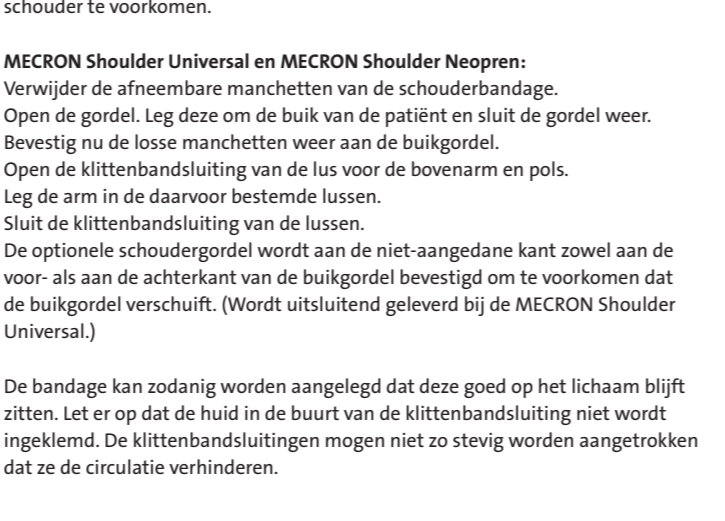 schouder te voorkomen.
MECRON Shoulder Universal en MECRON Shoulder Neopren:
Verwijder de afneembare manchetten van de schouderbandage.
Open de gordel. Leg deze om de buik van de patiënt en sluit de gordel weer.
Bevestig nu de losse manchetten weer aan de buikgordel.
Open de klittenbandsluiting van de lus voor de bovenarm en pols.
Leg de arm in de daarvoor bestemde lussen.
Sluit de klittenbandsluiting van de lussen.
De optionele schoudergordel wordt aan de niet-aangedane kant zowel aan de
voor- als aan de achterkant van de buikgordel bevestigd om te voorkomen dat
de buikgordel verschuift. (Wordt uitsluitend geleverd bij de MECRON Shoulder
Universal.)
De bandage kan zodanig worden aangelegd dat deze goed op het lichaam blijft
zitten. Let er op dat de huid in de buurt van de klittenbandsluiting niet wordt
ingeklemd. De klittenbandsluitingen mogen niet zo stevig worden aangetrokken
dat ze de circulatie verhinderen.